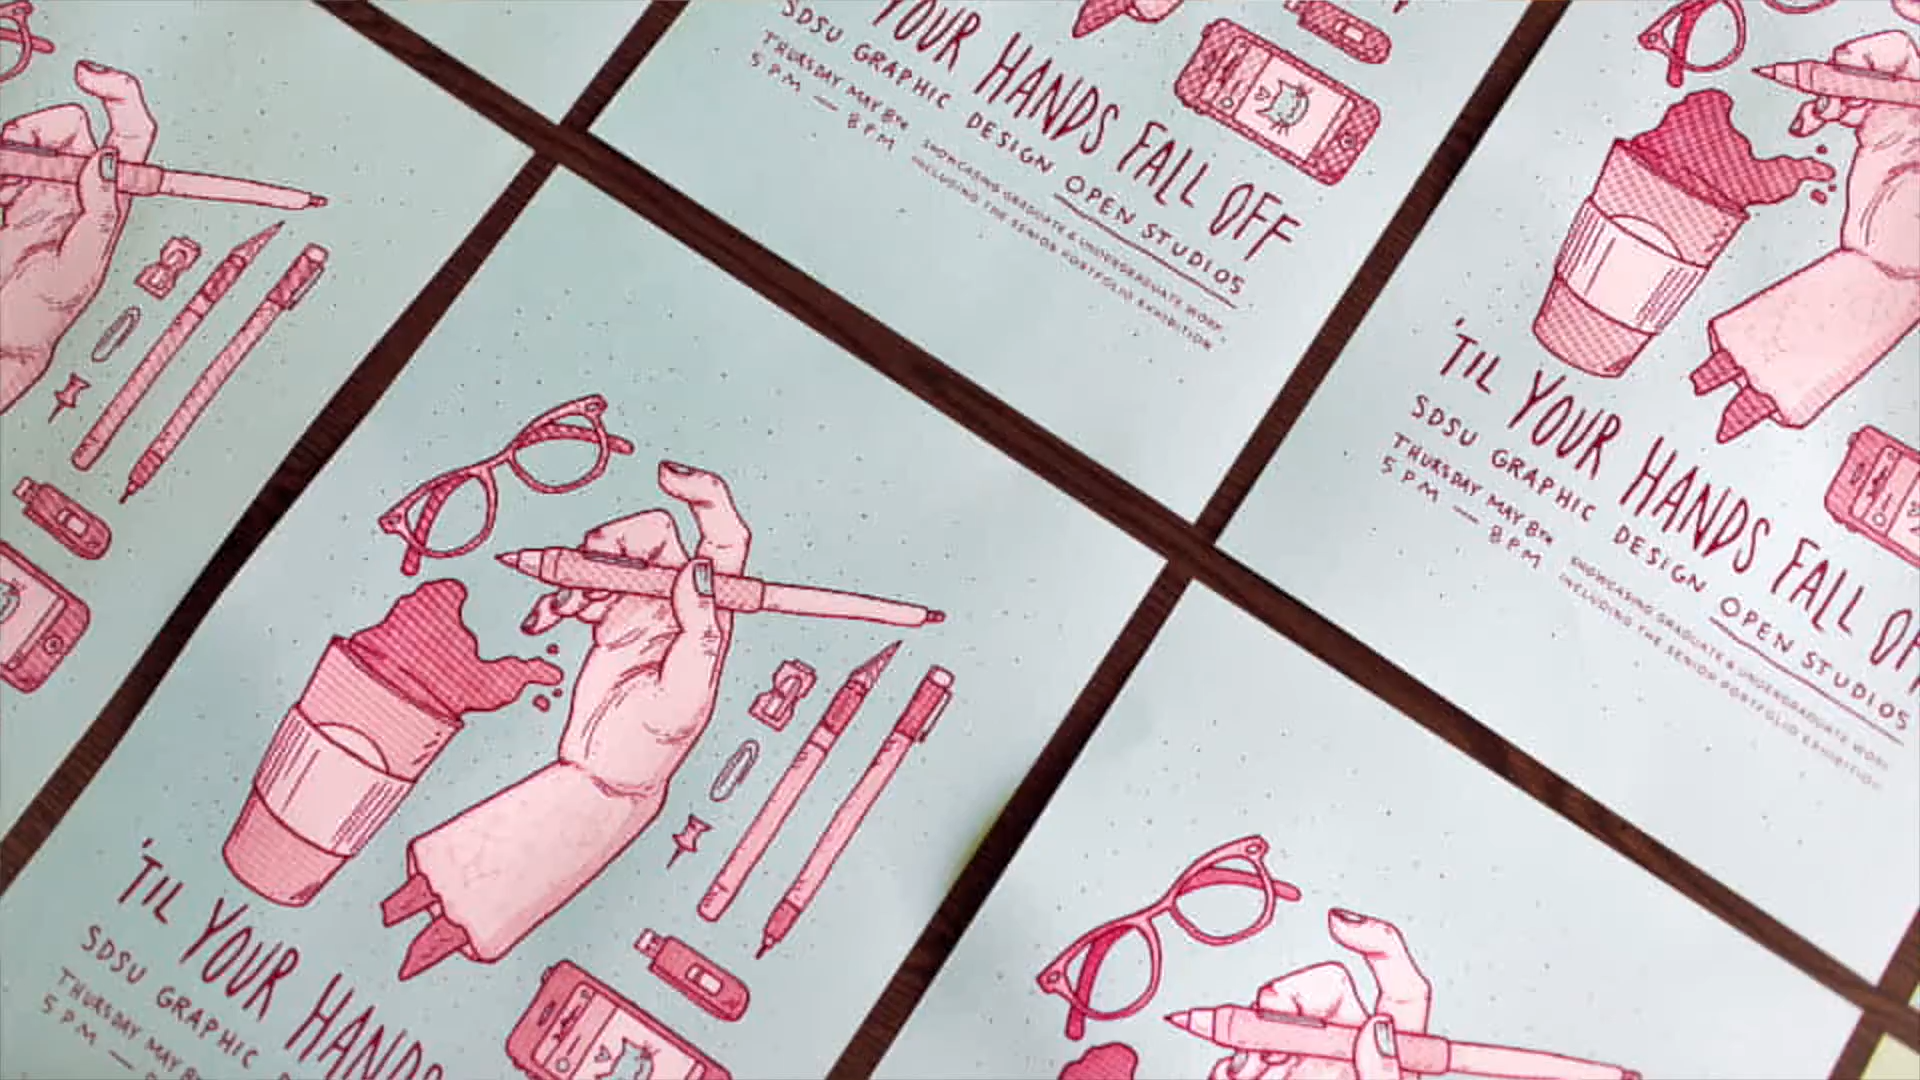 YOUR HANDS FALL OFF
SDSU GRAPHIC DESIGN OPEN STUDIOS
THURSDAY MAY 8TH
5 PM — 8 PM
SHOWCASING GRADUATE & UNDERGRADUATE WORK,
INCLUDING THE SENIOR PORTFOLIO EXHIBITION
'TIL YOUR HANDS FALL OF
SDSU GRAPHIC DESIGN OPEN STUDIOS
THURSDAY MAY 8TH
5 PM — 8 PM
SHOWCASING GRADUATE & UNDERGRADUATE WORK,
INCLUDING THE SENIOR PORTFOLIO EXHIBITION
'TIL YOUR HANDS
SDSU GRAPHIC
THURSDAY MAY 8TH
5 PM —